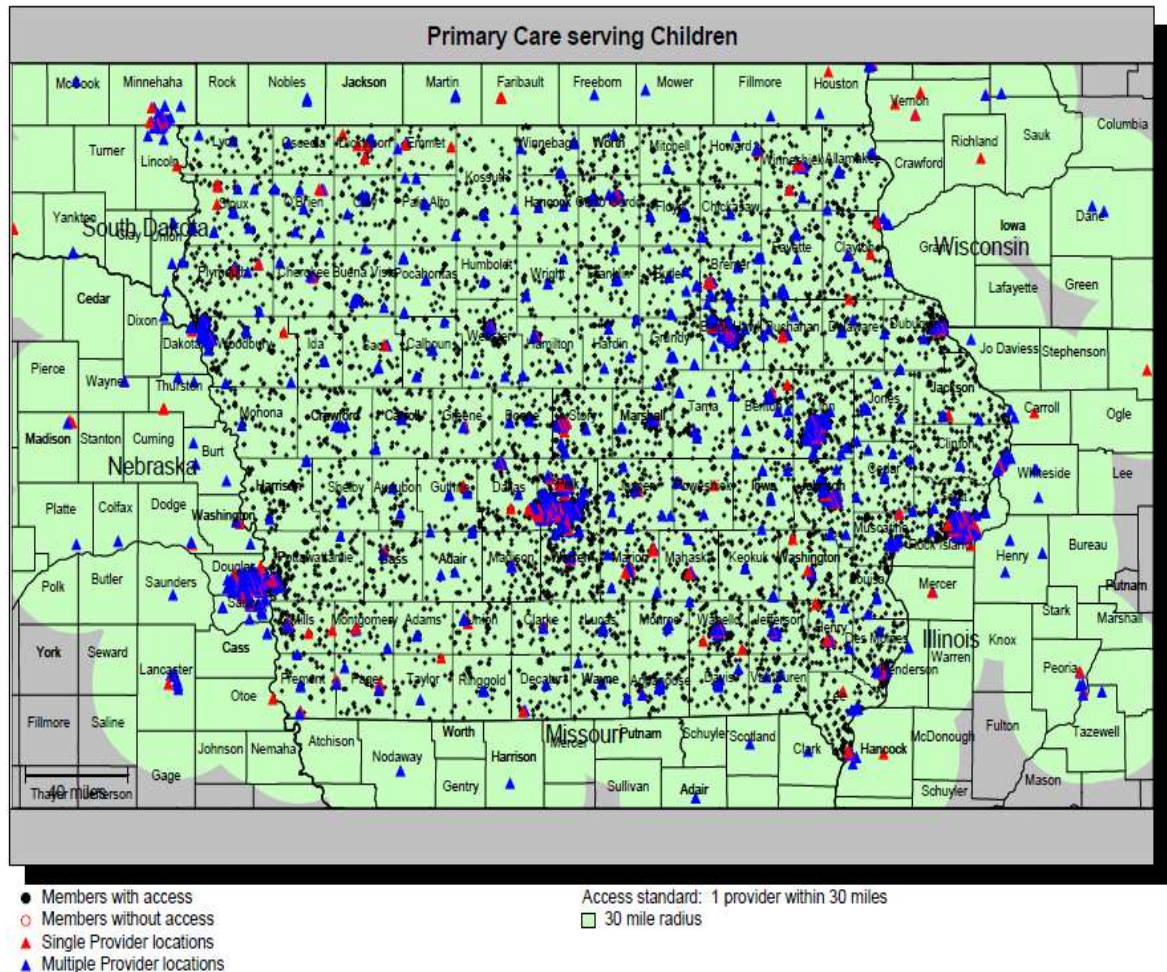 Primary Care serving Children
McCook Minnehaha Rock Nobles Jackson Martin Faribault Freeborn Mower Fillmore Houston
Vernon
Columbia
Richland Sauk
Turner Lincoln Lyon Osceola Dickinson Emmet Winnebago Worth Mitchell Howard Winneshiek Allamakee Crawford
Kossuth
Sioux O'Brien Clay Palo Alto Hancock Cerro Gordo Floyd Chickasaw
Yankton Clay Union Dane
South Dakota Iowa
Fayette Clayton Grant Wisconsin
Plymouth Cherokee Buena Vista Pocahontas Humboldt Wright Franklin Butler Bremer
Cedar Lafayette Green
Dixon
Dakota Woodbury Ida Sac Calhoun Webster Hamilton Hardin Grundy Black Hawk Buchanan Delaware Dubuque
Pierce Jo Daviess Stephenson
Wayne Thurston Jackson
Monona Crawford Carroll Greene Boone Story Marshall Tama Benton Linn Jones Carroll Ogle
Madison Stanton Cuming Burt Clinton
Nebraska Cedar Whiteside Lee
Harrison Shelby Audubon Guthrie Dallas Polk Jasper Poweshiek Iowa Johnson Scott
Platte Colfax Dodge Washington Muscatine
Rock Island Henry Bureau
Pottawattamie Cass Adair Madison Warren Marion Mahaska Keokuk Washington
Douglas Louisa Mercer Putnam
Polk Butler Saunders Sarpy
Stark Marshall
Mills Montgomery Adams Union Clarke Lucas Monroe Wapello Jefferson Henry Des Moines Illinois Knox
York Seward Cass Warren
Lancaster Henderson Peoria
Otoe Fremont Page Taylor Ringgold Decatur Wayne Appanoose Davis Van Buren Lee
Fillmore Saline Fulton
Tazewell
Johnson Nemaha Atchison Worth Missouri Mercer Putnam Schuyler Scotland Clark Hancock McDonough
Nodaway Harrison
Gage Mason
40 miles Thayer Jefferson Gentry Sullivan Adair Schuyler
Members with access
Members without access
Single Provider locations
Multiple Provider locations
Access standard: 1 provider within 30 miles
30 mile radius